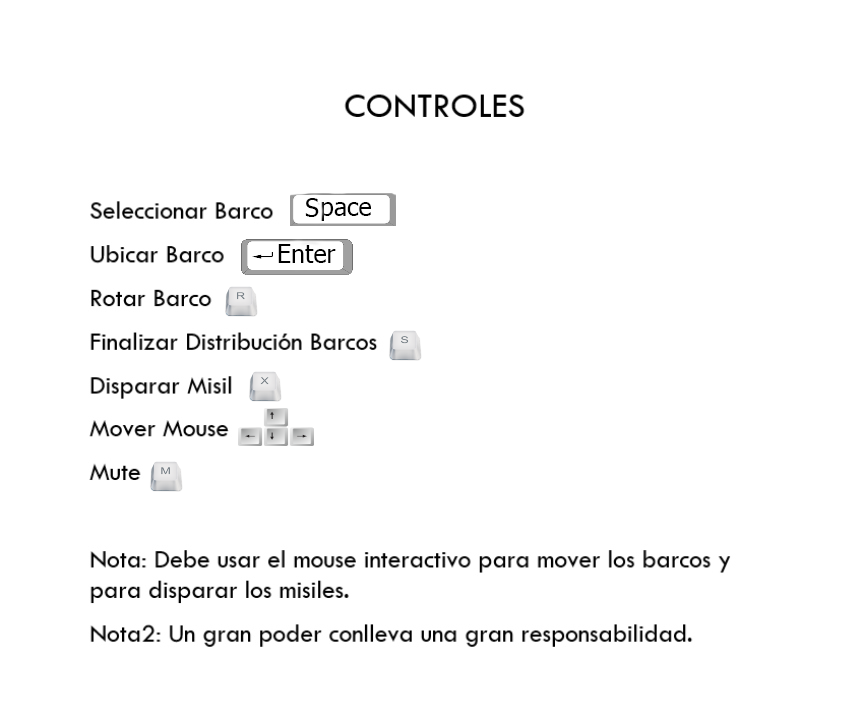 CONTROLES
Seleccionar Barco Space
Ubicar Barco ← Enter
Rotar Barco R
Finalizar Distribución Barcos S
Disparar Misil X
Mover Mouse ↑ ← ↓ →
Mute M
Nota: Debe usar el mouse interactivo para mover los barcos y
para disparar los misiles.
Nota2: Un gran poder conlleva una gran responsabilidad.